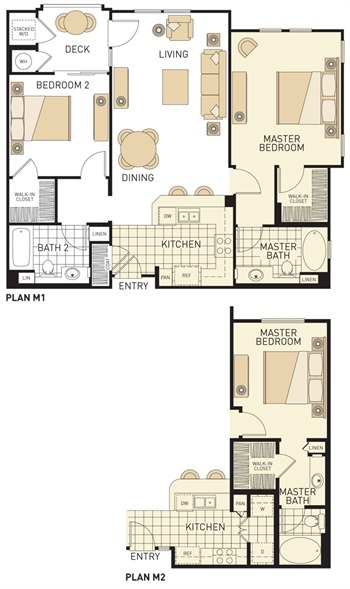 STACKED
W/D
DECK
LIVING
WH
BEDROOM 2
MASTER
BEDROOM
DINING
WALK-IN
CLOSET
WALK-IN
CLOSET
DW
LINEN
BATH 2
COAT
KITCHEN
MASTER
BATH
LIN
PAN
REF
LINEN
ENTRY
PLAN M1
MASTER
BEDROOM
LINEN
WALK-IN
CLOSET
MASTER
BATH
DW
PAN
W
KITCHEN
ENTRY
REF
D
PLAN M2